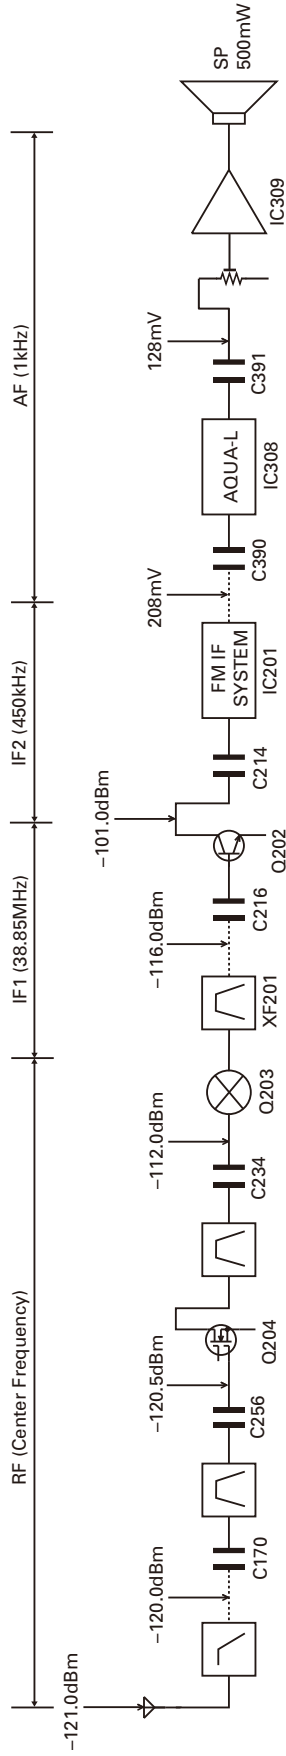 RF (Center Frequency)
IF1 (38.85MHz)
IF2 (450kHz)
AF (1kHz)
–121.0dBm
–120.0dBm
–120.5dBm
–112.0dBm
–116.0dBm
–101.0dBm
208mV
128mV
SP
500mW
C170
C256
Q204
C234
Q203
XF201
C216
Q202
C214
FM IF
SYSTEM
IC201
C390
AQUA-L
IC308
C391
IC309